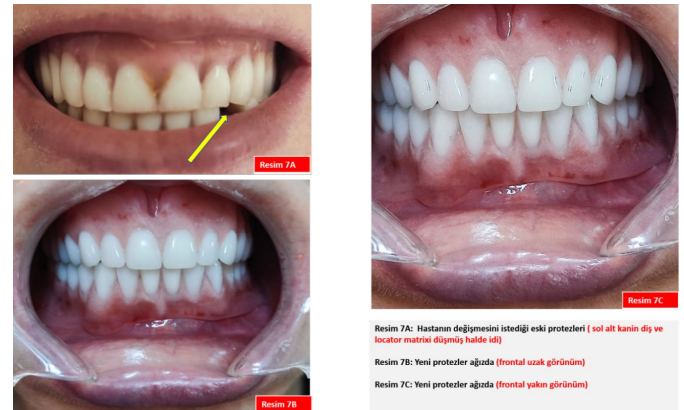 Resim 7A
Resim 7B
Resim 7C
Resim 7A: Hastanın değişmesini istediği eski protezleri ( sol alt kanin diş ve
locator matrixi düşmüş halde idi)
Resim 7B: Yeni protezler ağızda (frontal uzak görünüm)
Resim 7C: Yeni protezler ağızda (frontal yakın görünüm)